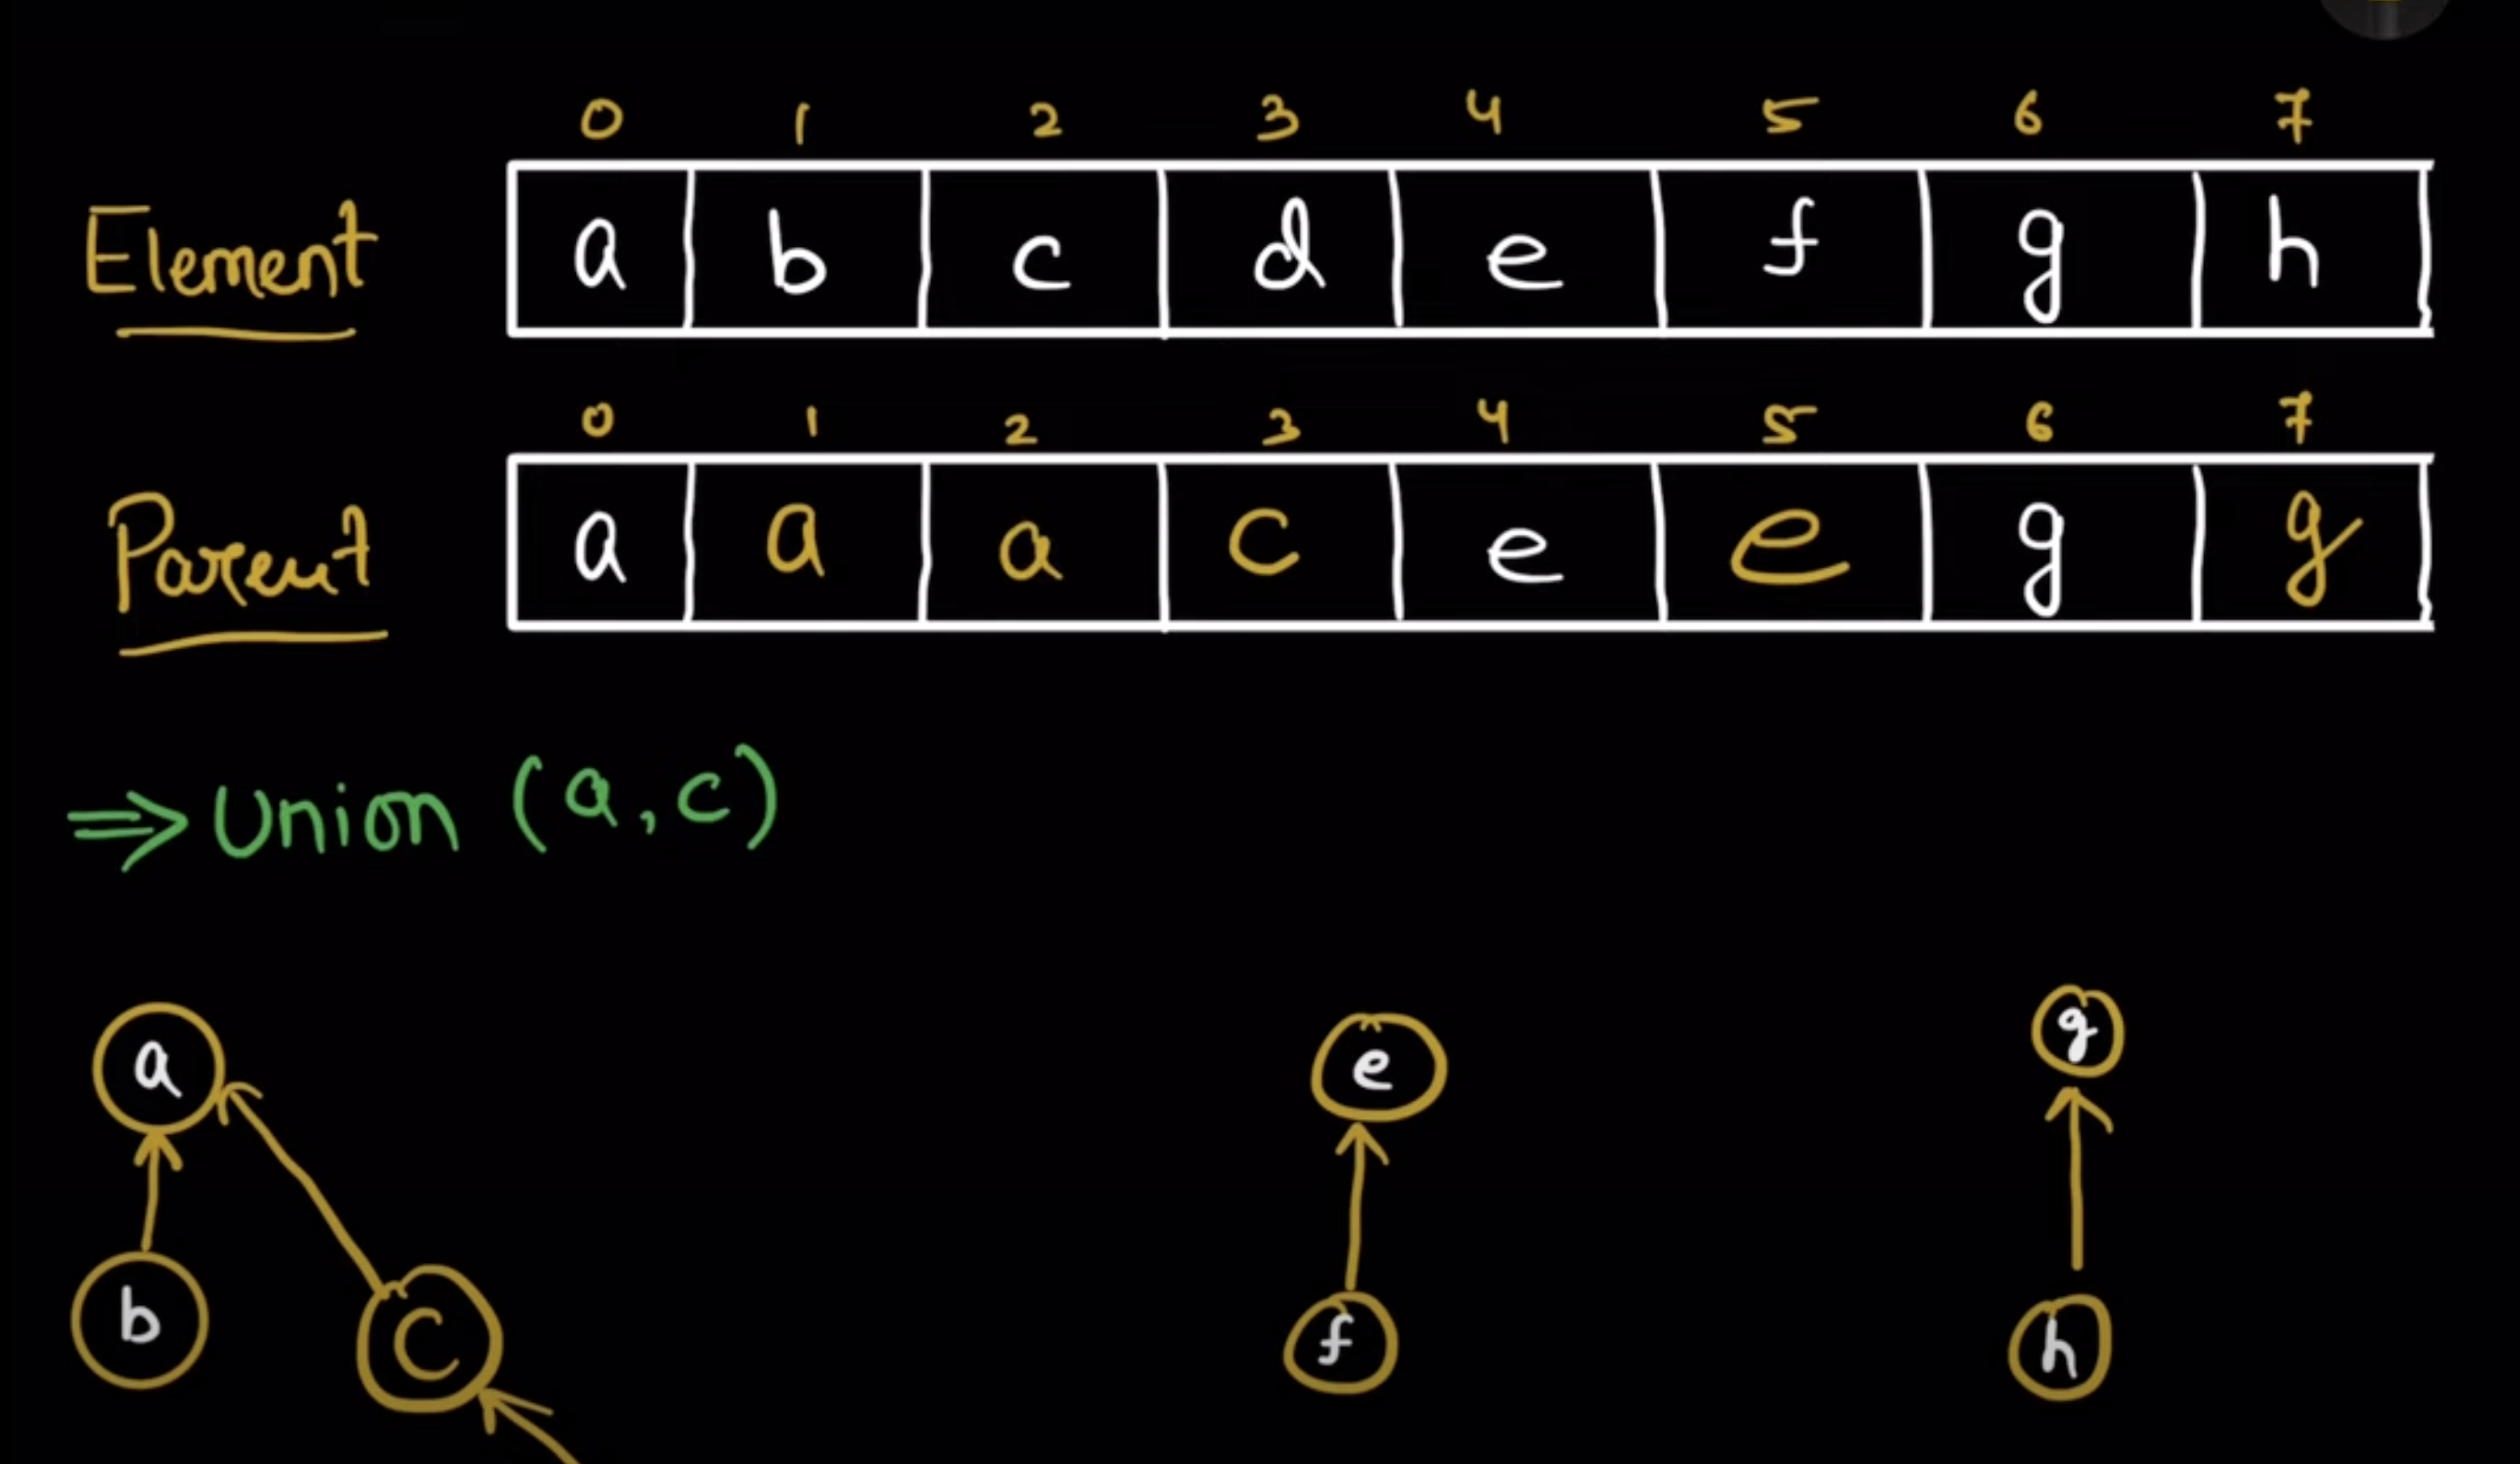 0 1 2 3 4 5 6 7
Element a b c d e f g h
0 1 2 3 4 5 6 7
Parent a a a c e e g g
⇒ Union (a, c)
a e g
b c f h